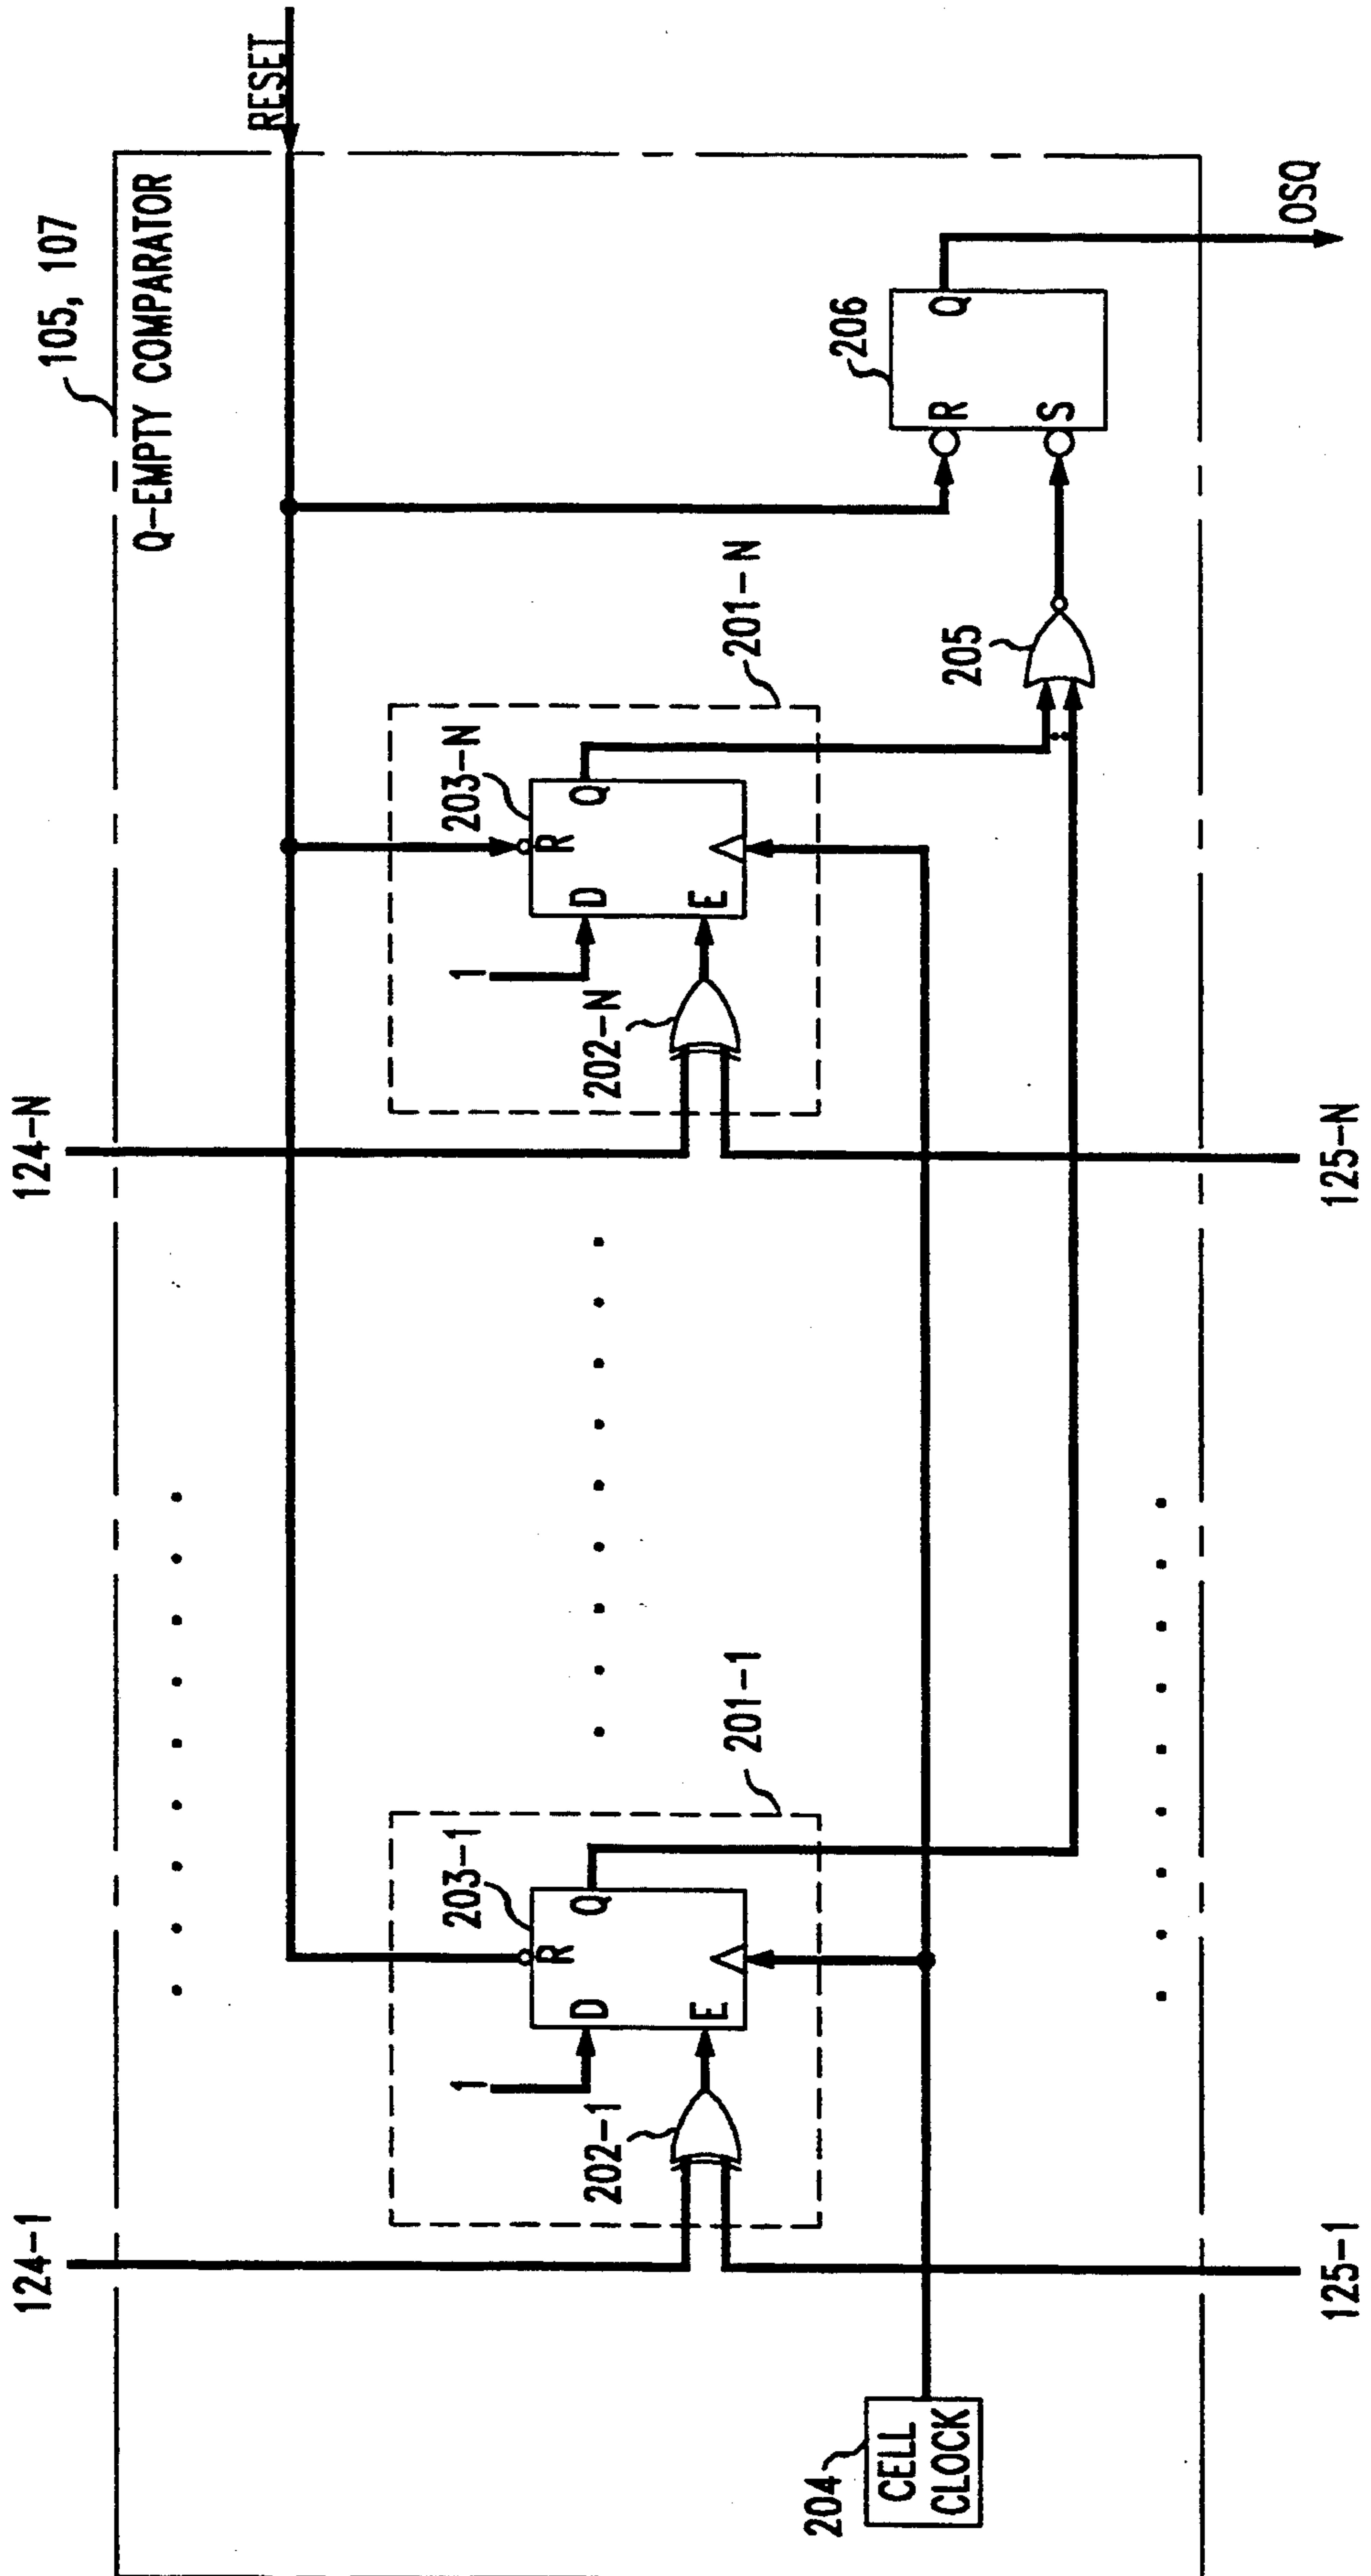 124-1
124-N
105, 107
Q-EMPTY COMPARATOR
RESET
203-1
203-N
1
D
R
Q
E
1
D
R
Q
E
202-1
202-N
201-1
201-N
206
R
Q
S
205
204
CELL
CLOCK
125-1
125-N
OSQ